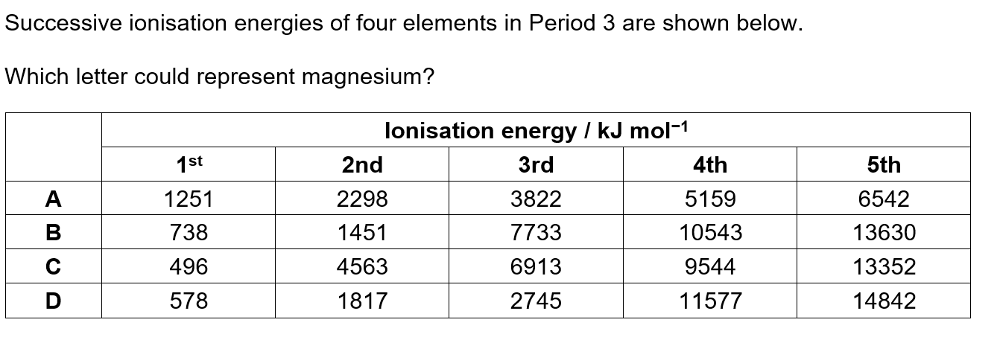 Successive ionisation energies of four elements in Period 3 are shown below.
Which letter could represent magnesium?
Ionisation energy / kJ mol⁻¹
1ˢᵗ 2nd 3rd 4th 5th
A 1251 2298 3822 5159 6542
B 738 1451 7733 10543 13630
C 496 4563 6913 9544 13352
D 578 1817 2745 11577 14842